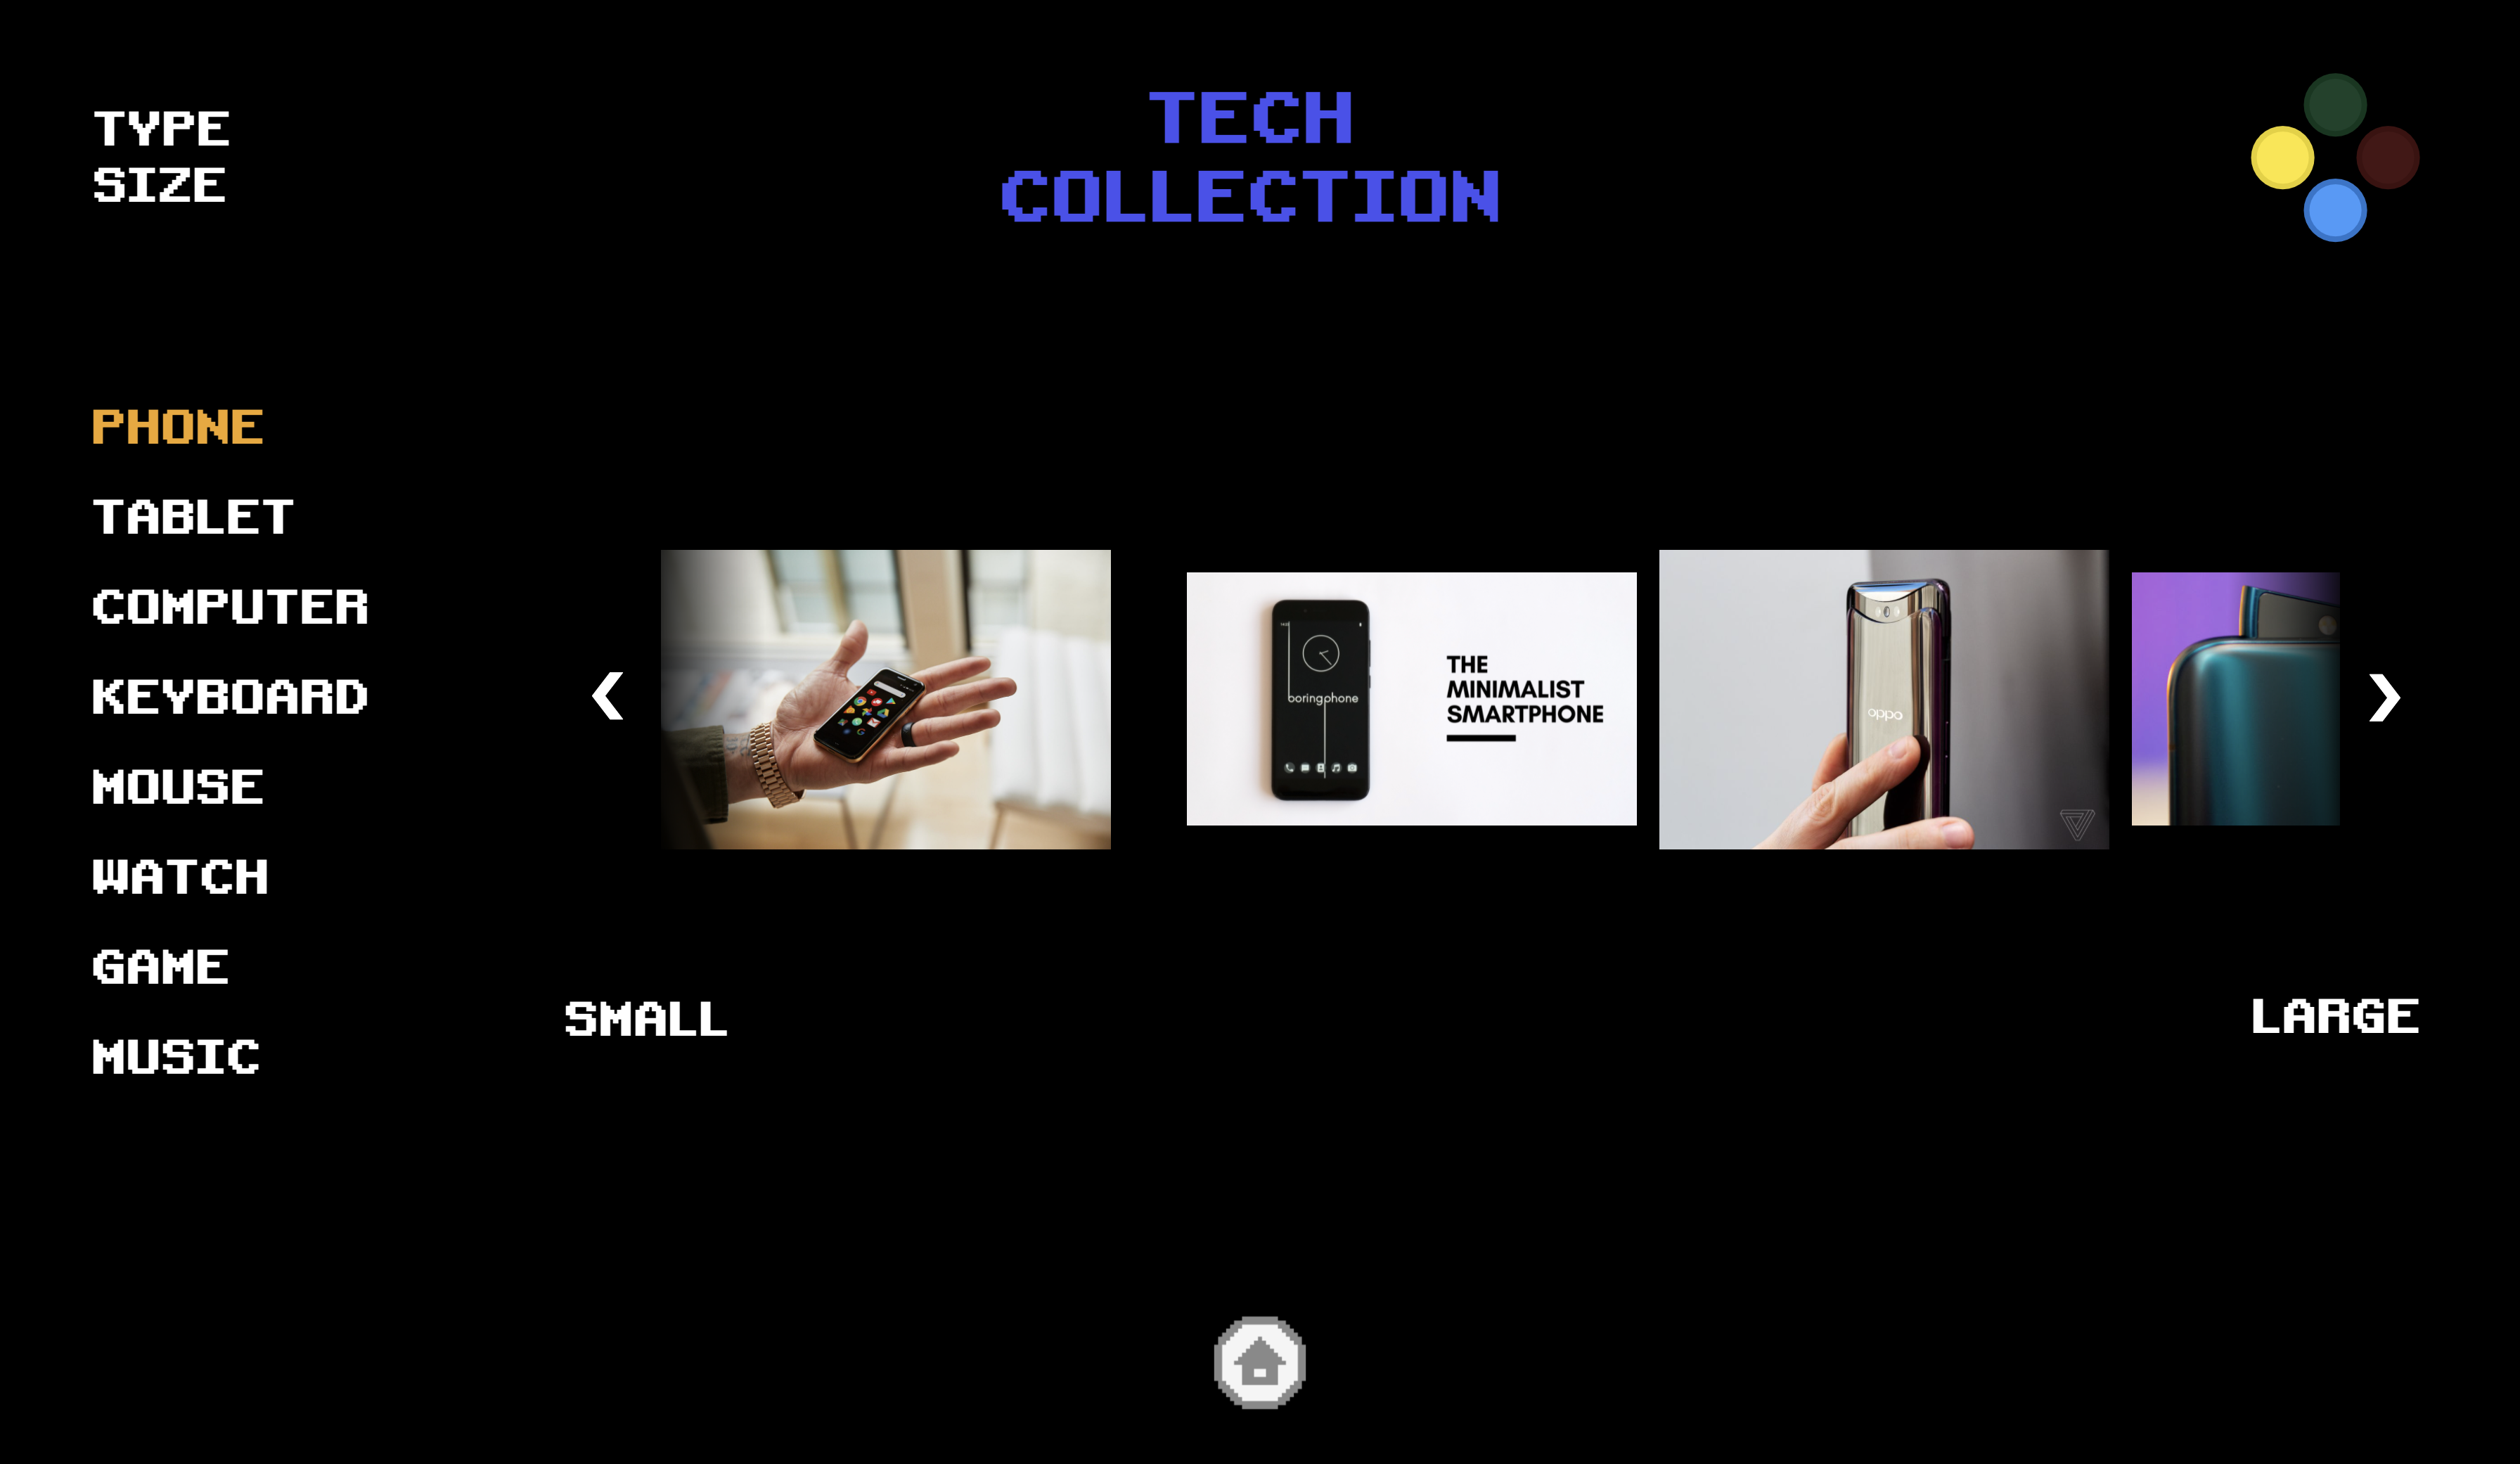 TYPE
SIZE
TECH
COLLECTION
PHONE
TABLET
COMPUTER
KEYBOARD
MOUSE
WATCH
GAME
MUSIC
boringphone
THE
MINIMALIST
SMARTPHONE
oppo
SMALL
LARGE